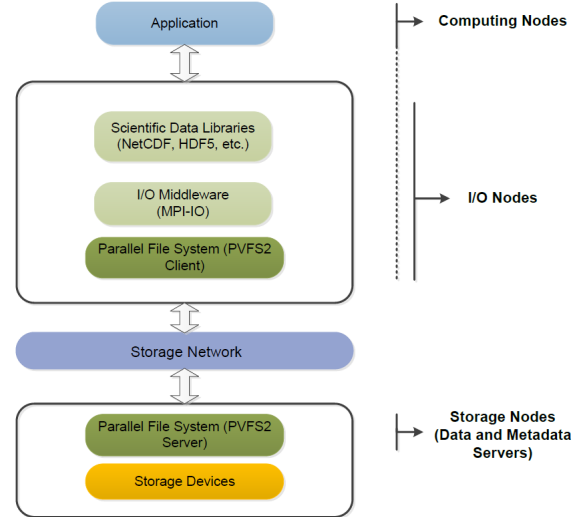 Application
Computing Nodes
Scientific Data Libraries
(NetCDF, HDF5, etc.)
I/O Middleware
(MPI-IO)
I/O Nodes
Parallel File System (PVFS2
Client)
Storage Network
Parallel File System (PVFS2
Server)
Storage Devices
Storage Nodes
(Data and Metadata
Servers)